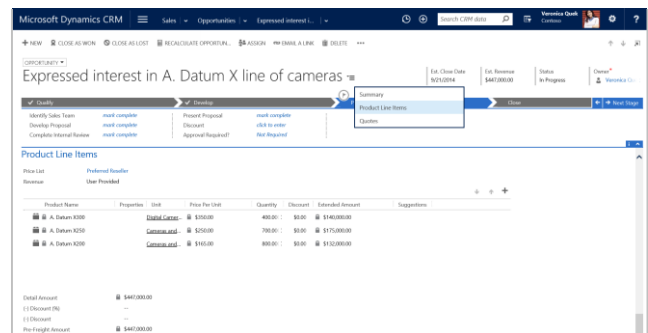 Microsoft Dynamics CRM Sales Opportunities Expressed interest i... Search CRM data Veronica Quek
Contoso
NEW CLOSE AS WON CLOSE AS LOST RECALCULATE OPPORTUN... ASSIGN EMAIL A LINK DELETE
OPPORTUNITY
Expressed interest in A. Datum X line of cameras
Est. Close Date Est. Revenue Status Owner*
9/21/2014 $447,000.00 In Progress Veronica
Summary
Product Line Items
Quotes
Qualify Develop Close Next Stage
Identify Sales Team mark complete Present Proposal mark complete
Develop Proposal mark complete Discount click to enter
Complete Internal Review mark complete Approval Required? Not Required
Product Line Items
Price List Preferred Reseller
Revenue User Provided
Product Name Properties Unit Price Per Unit Quantity Discount Extended Amount Suggestions
A. Datum X300 Digital Camer... $350.00 400.00 $0.00 $140,000.00
A. Datum X250 Cameras and... $250.00 700.00 $0.00 $175,000.00
A. Datum X200 Cameras and... $165.00 800.00 $0.00 $132,000.00
Detail Amount $447,000.00
(-) Discount (%) --
(-) Discount --
Pre-Freight Amount $447,000.00